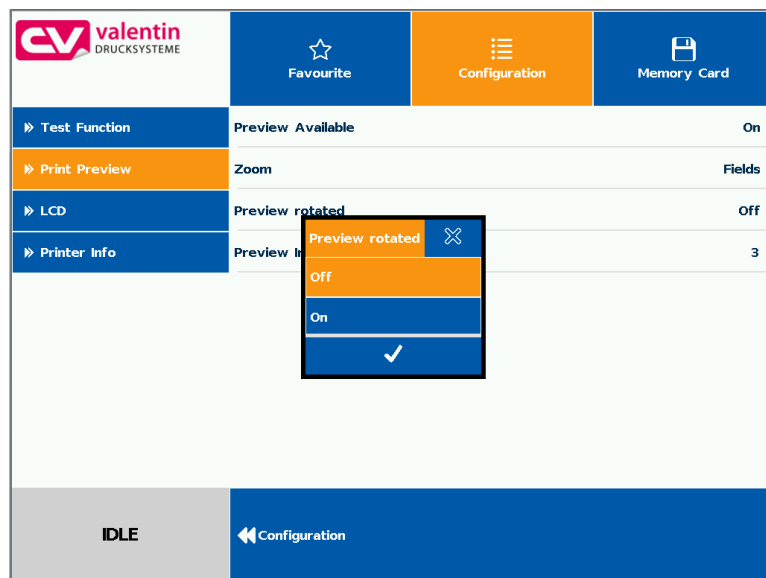 valentin
DRUCKSYSTEME
Favourite
Configuration
Memory Card
Test Function
Preview Available On
Print Preview
Zoom Fields
LCD
Preview rotated Off
Printer Info
Preview I 3
Preview rotated
Off
On
IDLE
Configuration